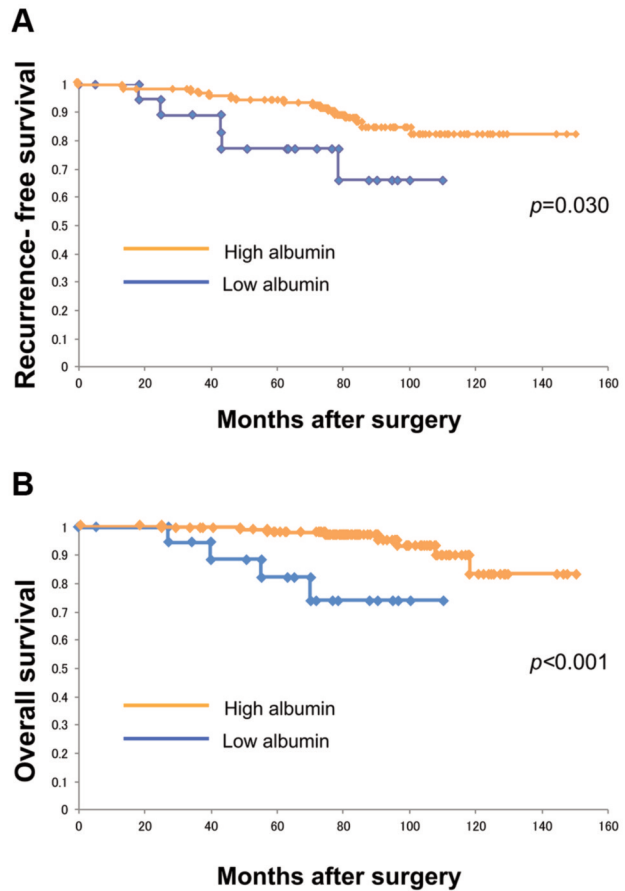 A
Recurrence- free survival
1
0.9
0.8
0.7
0.6
0.5
0.4
0.3
0.2
0.1
0
p=0.030
High albumin
Low albumin
0 20 40 60 80 100 120 140 160
Months after surgery
B
Overall survival
1
0.9
0.8
0.7
0.6
0.5
0.4
0.3
0.2
0.1
0
p<0.001
High albumin
Low albumin
0 20 40 60 80 100 120 140 160
Months after surgery